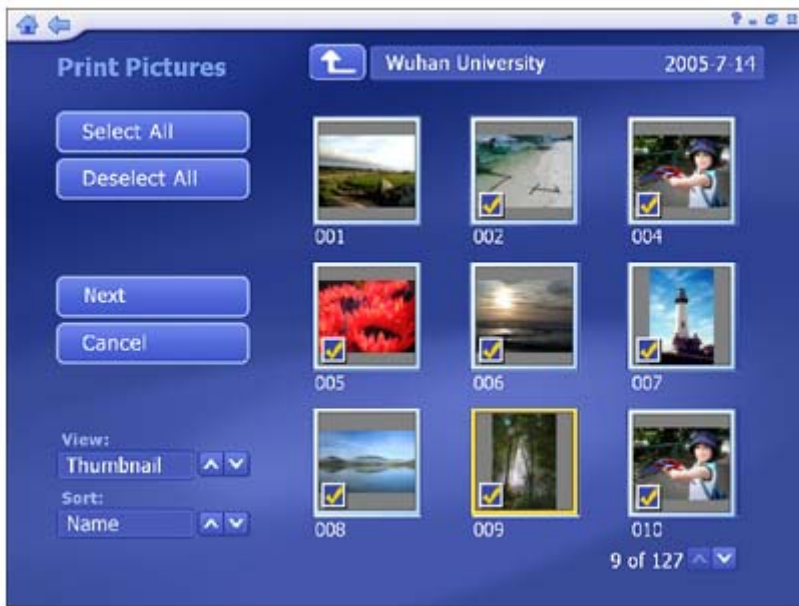 Print Pictures
Wuhan University 2005-7-14
Select All
Deselect All
001 002 004
Next
Cancel
005 006 007
View:
Thumbnail
Sort:
Name
008 009 010
9 of 127